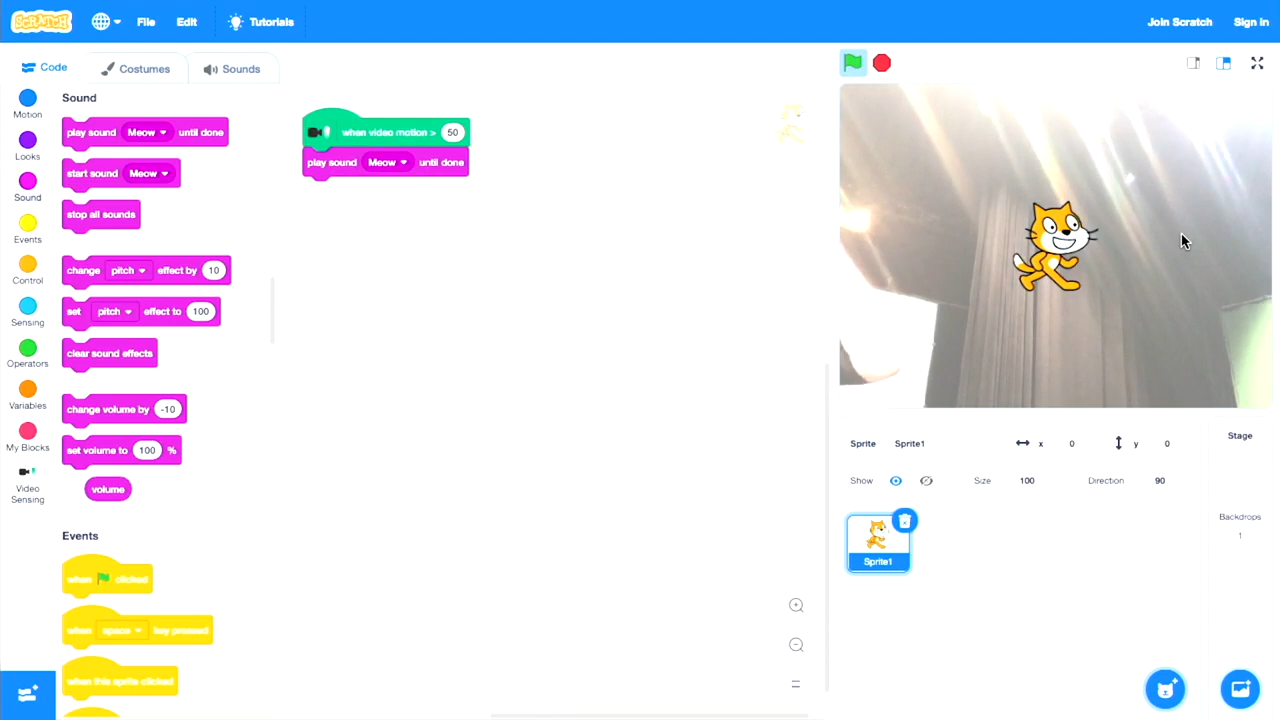 SCRATCH File Edit Tutorials Join Scratch Sign in
Code Costumes Sounds
Motion
Looks
Sound
Events
Control
Sensing
Operators
Variables
My Blocks
Video
Sensing
Sound
play sound Meow until done
start sound Meow
stop all sounds
change pitch effect by 10
set pitch effect to 100
clear sound effects
change volume by -10
set volume to 100 %
volume
Events
when clicked
when space key pressed
when this sprite clicked
when video motion > 50
play sound Meow until done
Sprite Sprite1 x 0 y 0
Show Size 100 Direction 90
Sprite1
Stage
Backdrops
1